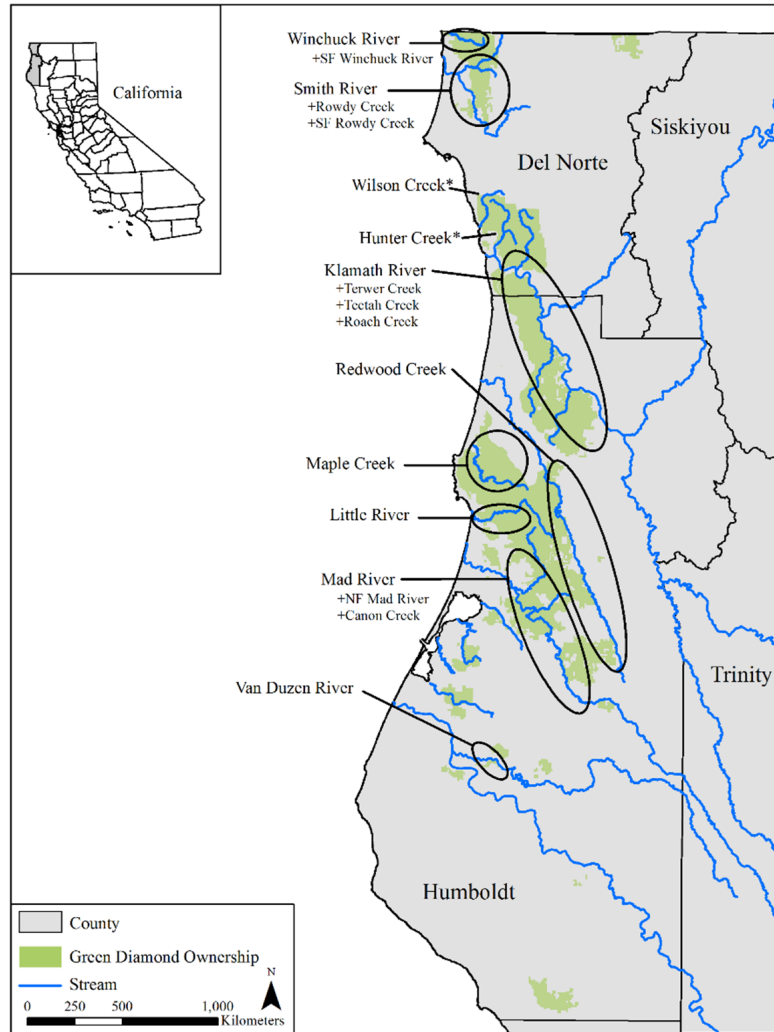 California
Winchuck River
+SF Winchuck River
Smith River
+Rowdy Creek
+SF Rowdy Creek
Siskiyou
Del Norte
Wilson Creek*
Hunter Creek*
Klamath River
+Terwer Creek
+Tectah Creek
+Roach Creek
Redwood Creek
Maple Creek
Little River
Mad River
+NF Mad River
+Canon Creek
Trinity
Van Duzen River
Humboldt
County
Green Diamond Ownership
Stream
N
0 250 500 1,000
Kilometers